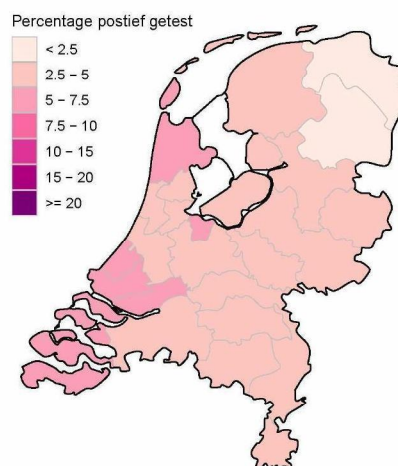 Percentage postief getest
< 2.5
2.5 – 5
5 – 7.5
7.5 – 10
10 – 15
15 – 20
>= 20